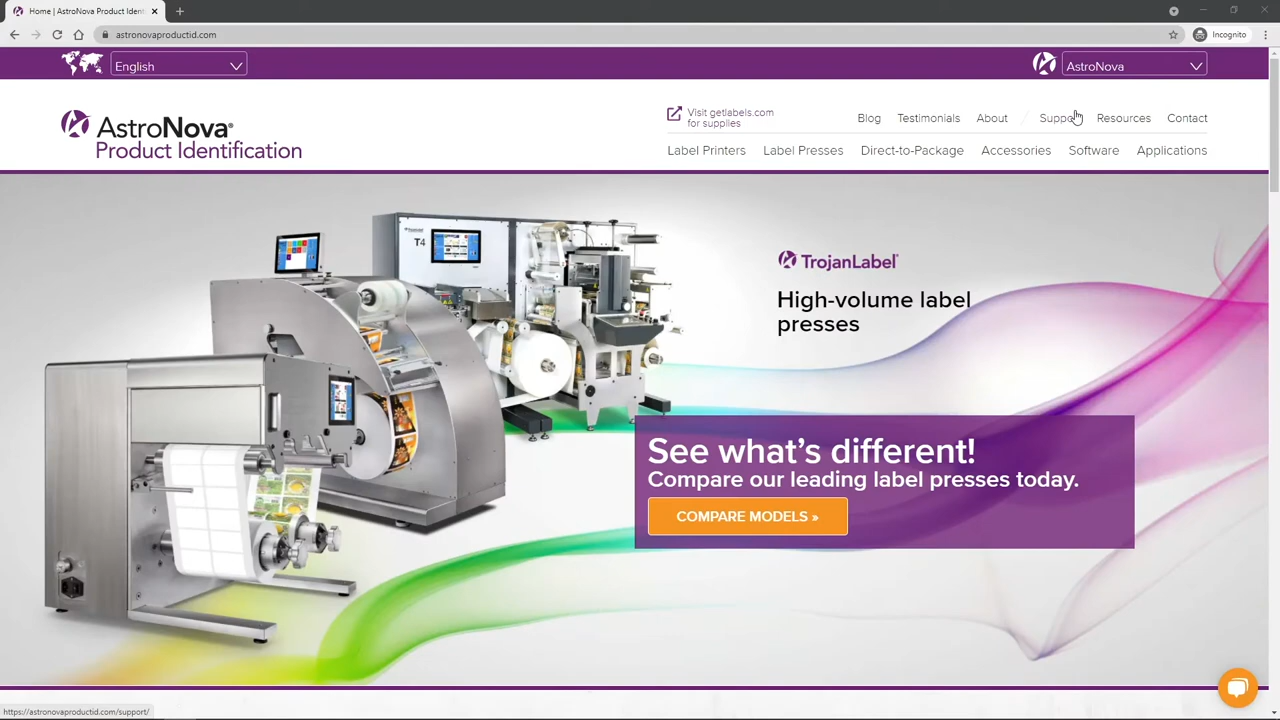 Home | AstroNova Product Identi
astronovaproductid.com
Incognito
English
AstroNova
AstroNova®
Product Identification
Visit getlabels.com
for supplies
Blog
Testimonials
About
Support
Resources
Contact
Label Printers
Label Presses
Direct-to-Package
Accessories
Software
Applications
T4
TrojanLabel®
High-volume label
presses
See what's different!
Compare our leading label presses today.
COMPARE MODELS »
https://astronovaproductid.com/support/